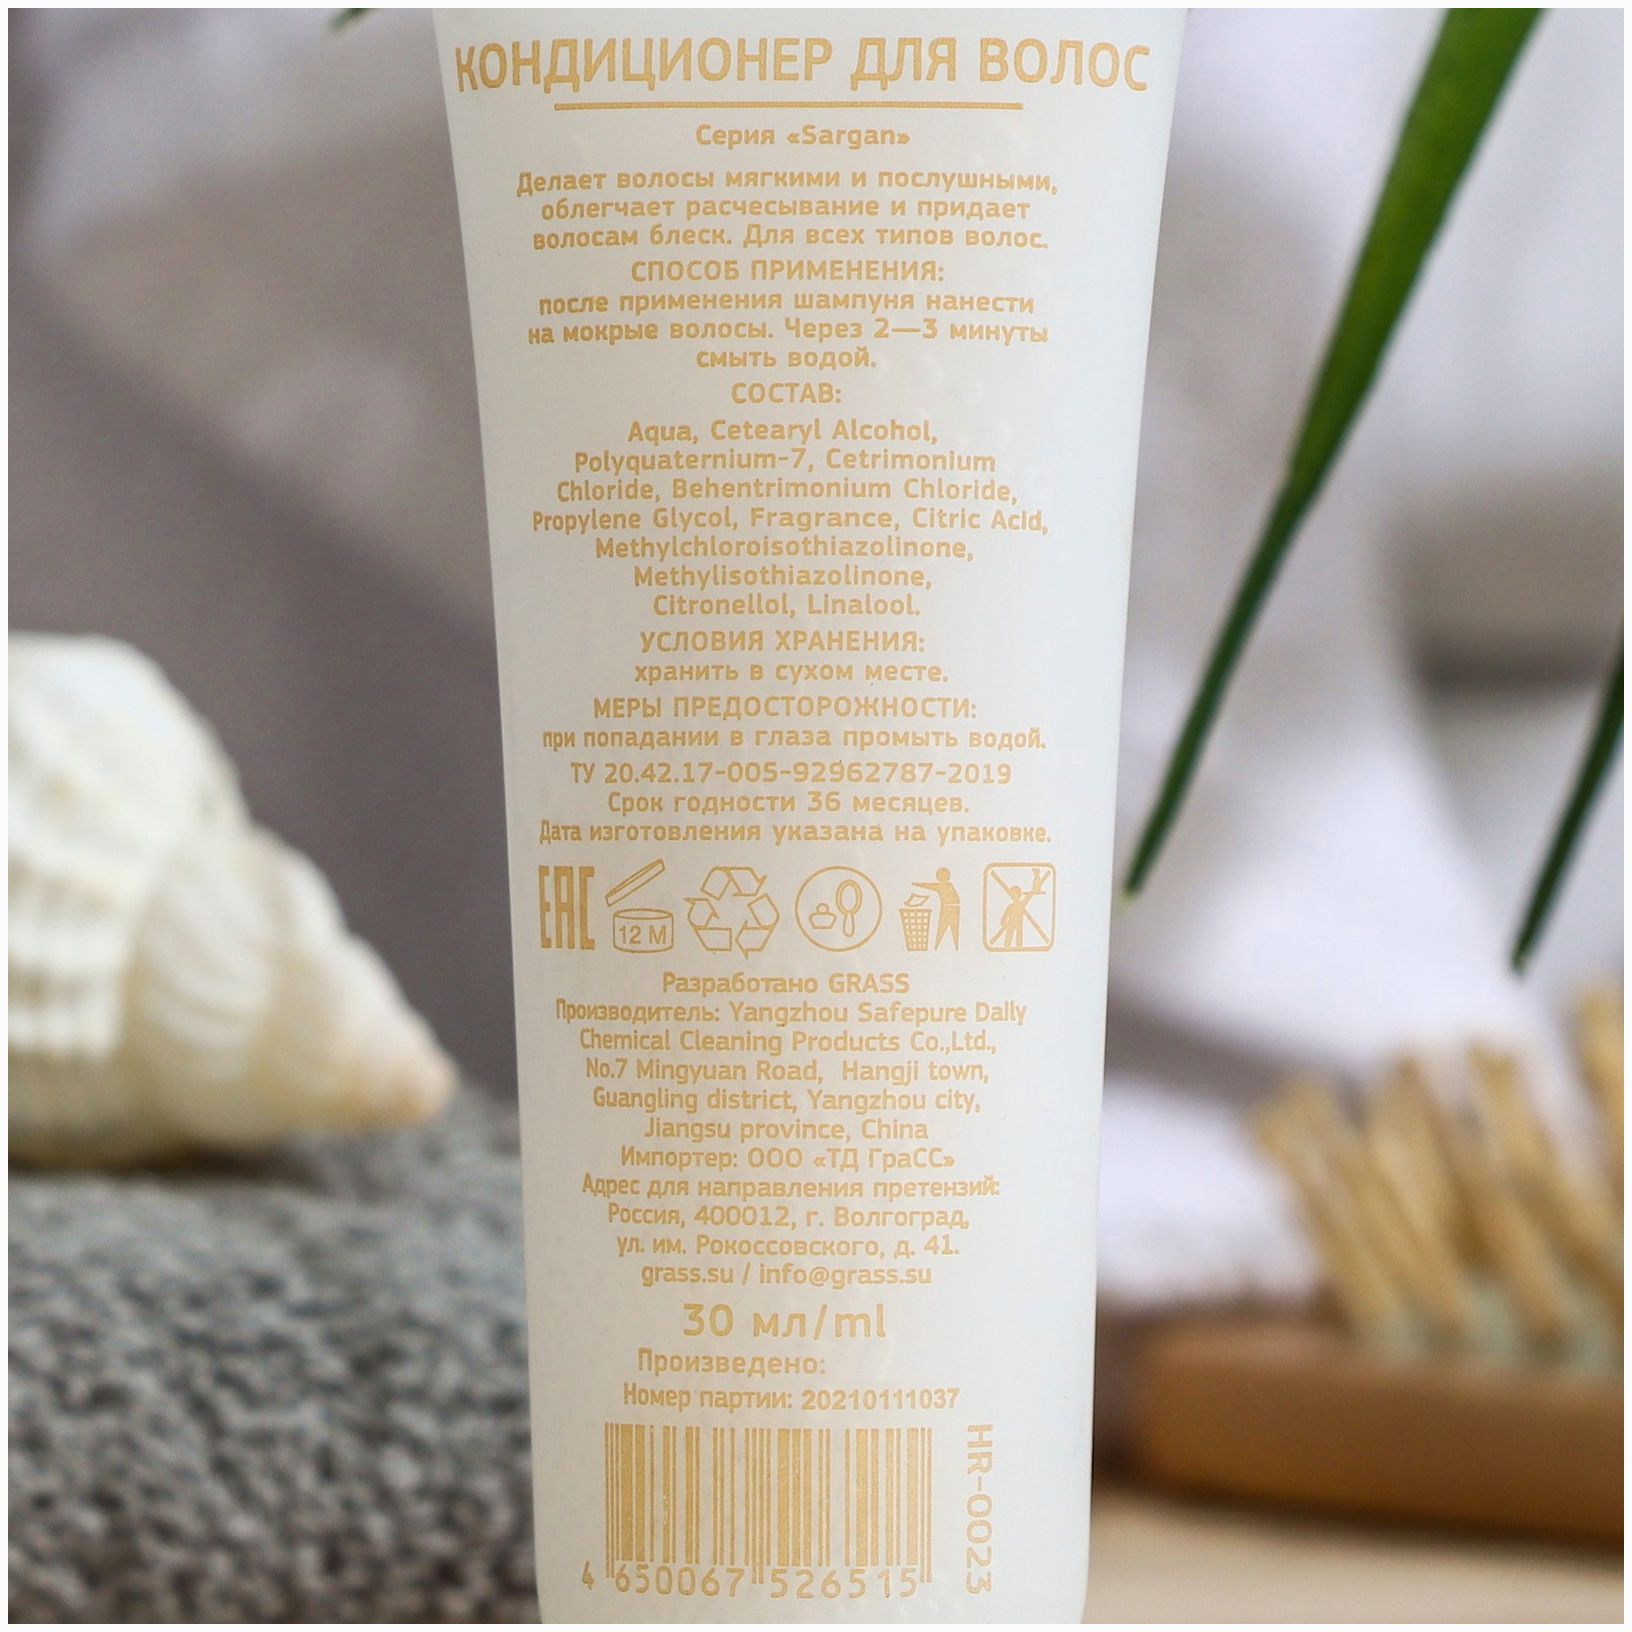 КОНДИЦИОНЕР ДЛЯ ВОЛОС
Серия «Sargan»
Делает волосы мягкими и послушными,
облегчает расчесывание и придает
волосам блеск. Для всех типов волос.
СПОСОБ ПРИМЕНЕНИЯ:
после применения шампуня нанести
на мокрые волосы. Через 2—3 минуты
смыть водой.
СОСТАВ:
Aqua, Cetearyl Alcohol,
Polyquaternium-7, Cetrimonium
Chloride, Behentrimonium Chloride,
Propylene Glycol, Fragrance, Citric Acid,
Methylchloroisothiazolinone,
Methylisothiazolinone,
Citronellol, Linalool.
УСЛОВИЯ ХРАНЕНИЯ:
хранить в сухом месте.
МЕРЫ ПРЕДОСТОРОЖНОСТИ:
при попадании в глаза промыть водой.
ТУ 20.42.17-005-92962787-2019
Срок годности 36 месяцев.
Дата изготовления указана на упаковке.
EAC 12 M
Разработано GRASS
Производитель: Yangzhou Safepure Daily
Chemical Cleaning Products Co.,Ltd.,
No.7 Mingyuan Road, Hangji town,
Guangling district, Yangzhou city,
Jiangsu province, China
Импортер: ООО «ТД ГраСС»
Адрес для направления претензий:
Россия, 400012, г. Волгоград,
ул. им. Рокоссовского, д. 41.
grass.su / info@grass.su
30 мл/ml
Произведено:
Номер партии: 20210111037
HR-0023
4 650067 526515